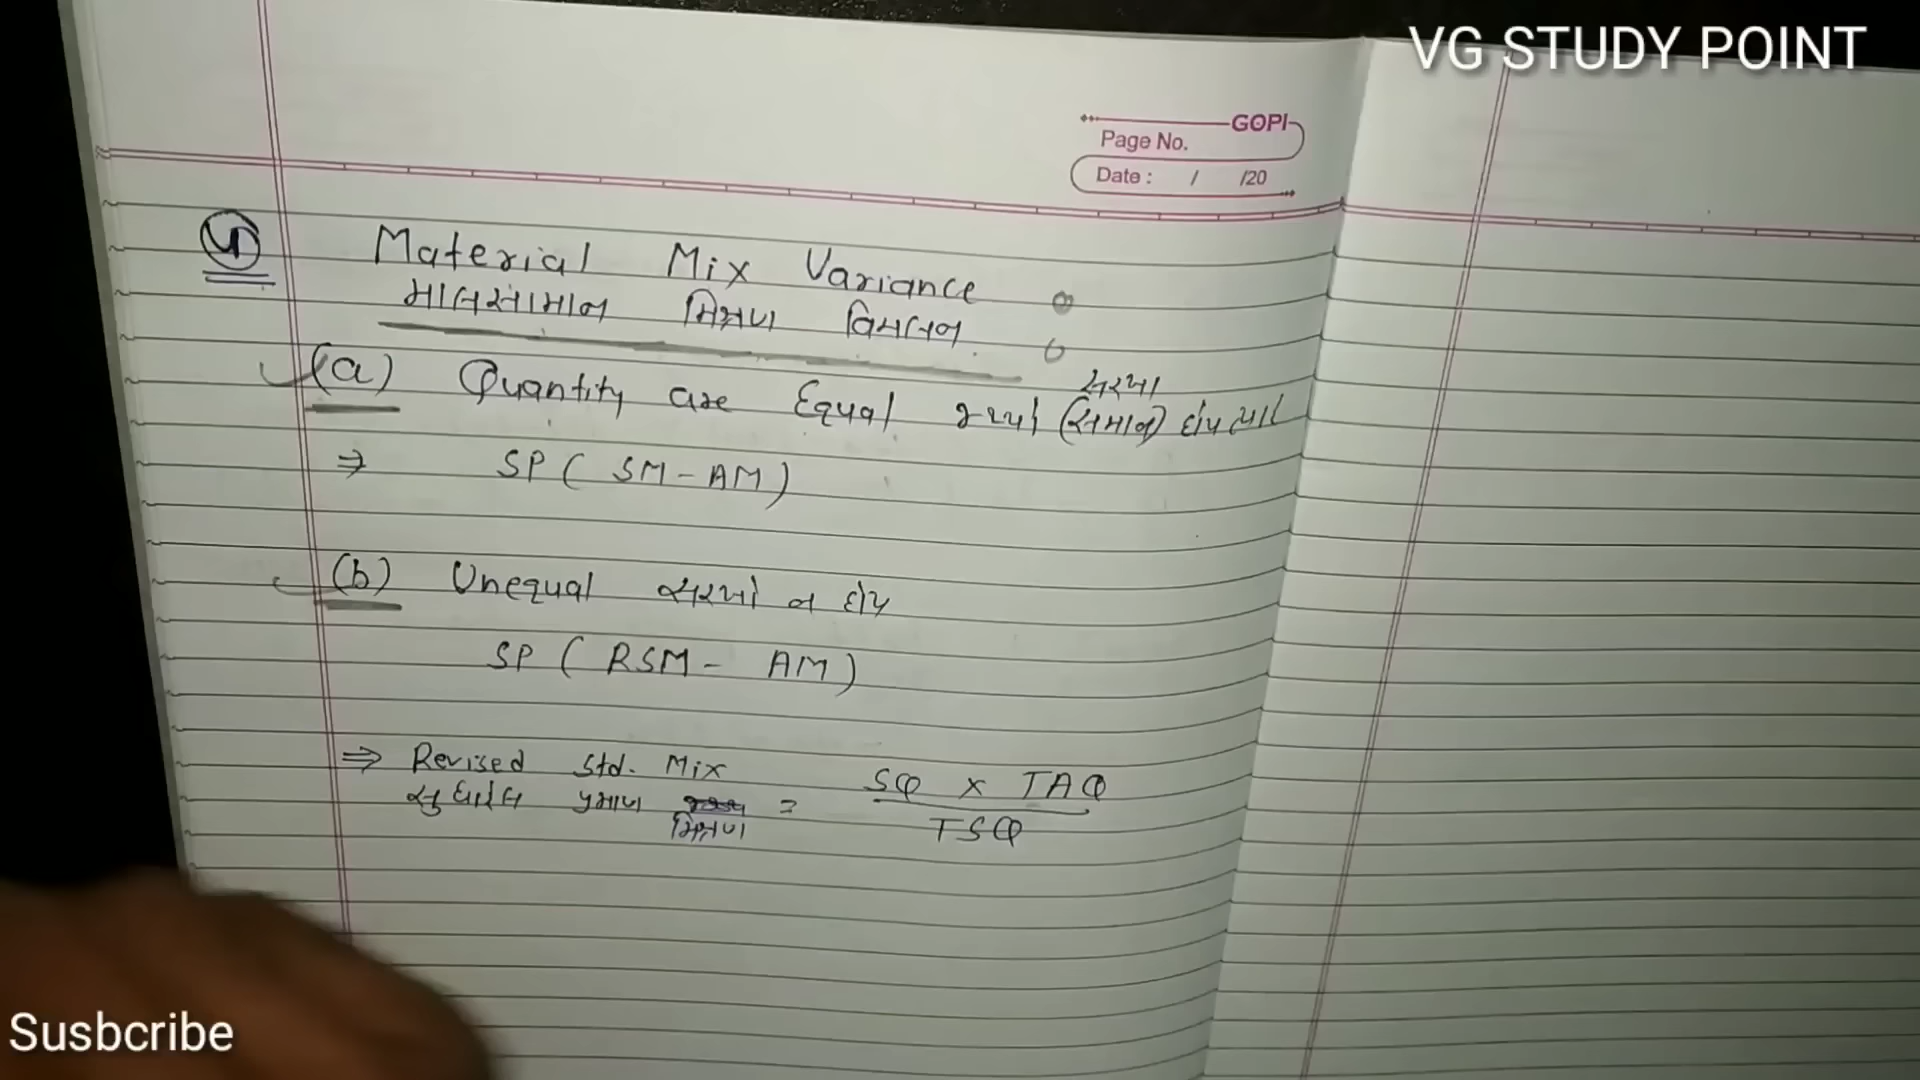 VG STUDY POINT
GOPI
Page No.
Date : / /20
Material Mix Variance
માલસામાન મિશ્રણ વિચલન
(a) Quantity are Equal જથ્થો (સમાન) હોય ત્યારે
સરખા
⇒ SP ( SM - AM )
(b) Unequal સરખો ન હોય
SP ( RSM - AM )
⇒ Revised Std. Mix
સુધારેલ પ્રમાણ મિશ્રણ = SQ × TAQ
TSQ
Susbcribe